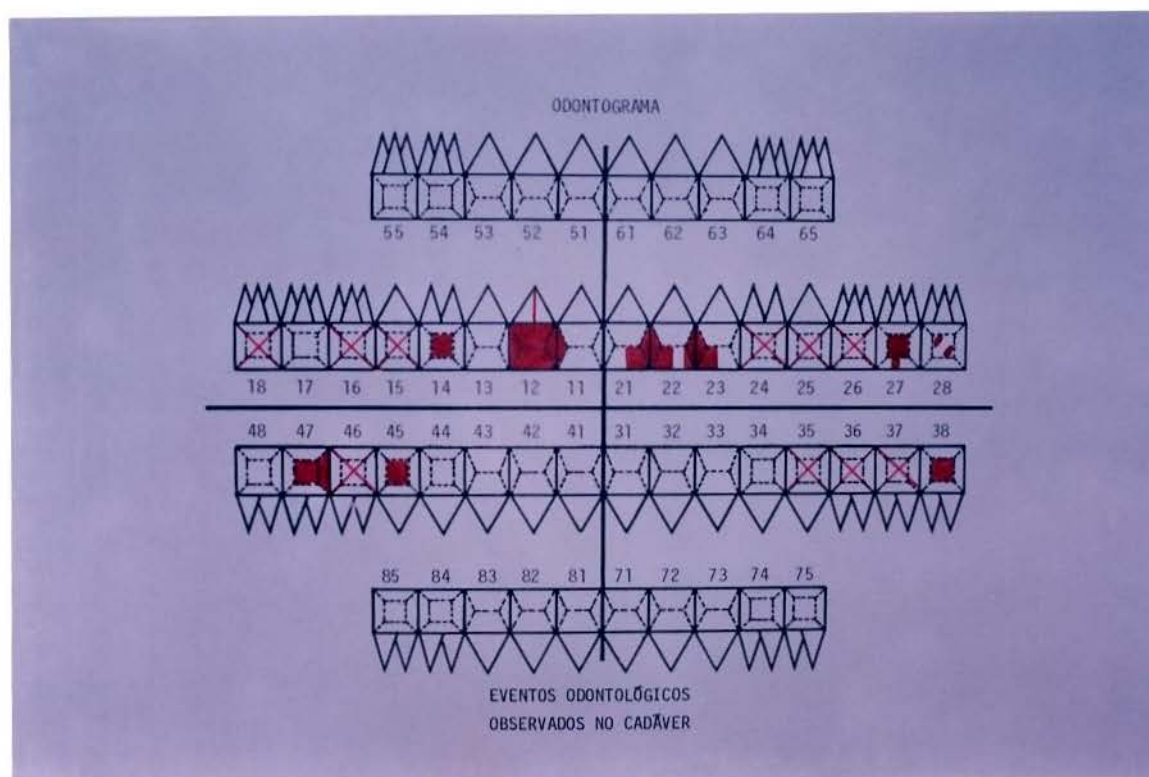 ODONTOGRAMA
55 54 53 52 51 61 62 63 64 65
18 17 16 15 14 13 12 11 21 22 23 24 25 26 27 28
48 47 46 45 44 43 42 41 31 32 33 34 35 36 37 38
85 84 83 82 81 71 72 73 74 75
EVENTOS ODONTOLÓGICOS
OBSERVADOS NO CADÃVER